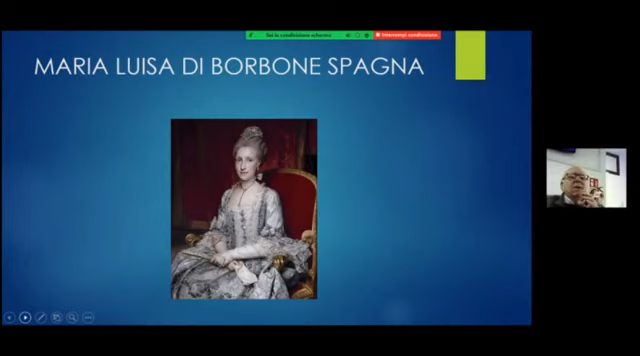 Sei in condivisione schermo
Interrompi condivisione
MARIA LUISA DI BORBONE SPAGNA